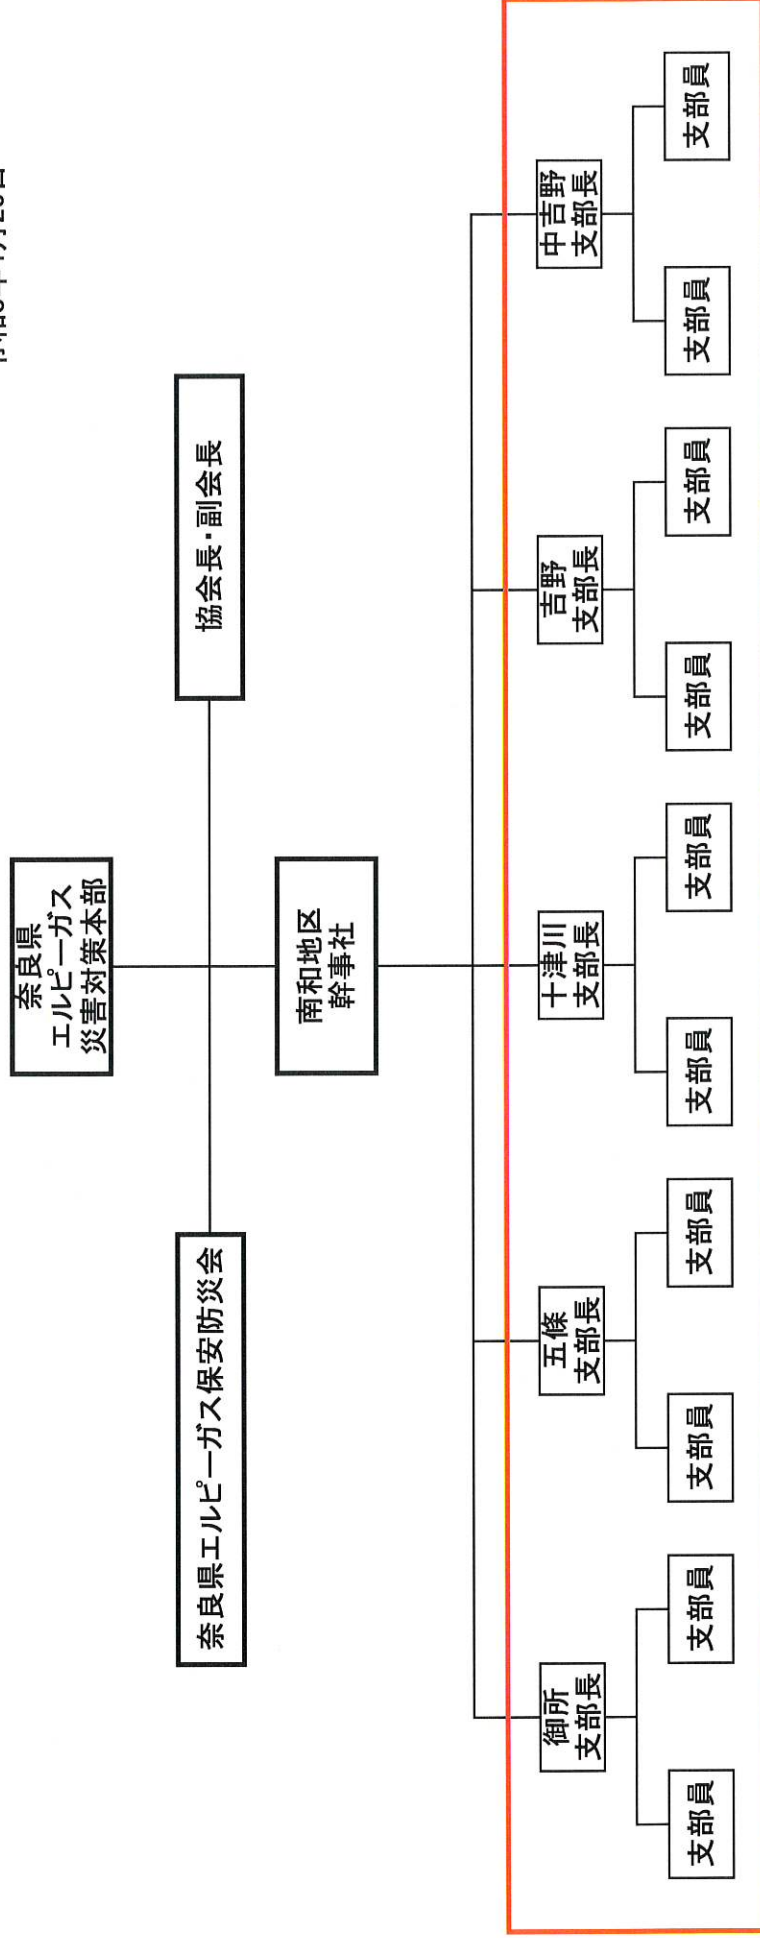 奈良県
エルピーガス
災害対策本部
奈良県エルピーガス保安防災会
協会長・副会長
南和地区
幹事社
御所
支部長
五條
支部長
十津川
支部長
吉野
支部長
中吉野
支部長
支部員
支部員
支部員
支部員
支部員
支部員
支部員
支部員
支部員
支部員